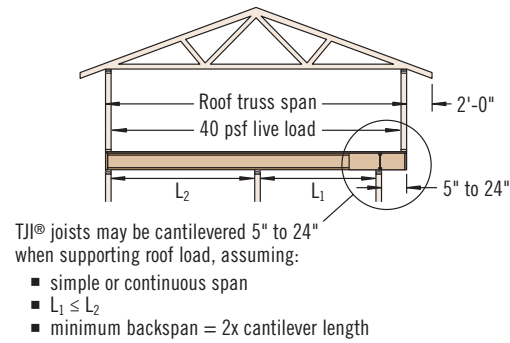 Roof truss span
2'-0"
40 psf live load
L₂
L₁
5" to 24"
TJI® joists may be cantilevered 5" to 24"
when supporting roof load, assuming:
■ simple or continuous span
■ L₁ ≤ L₂
■ minimum backspan = 2x cantilever length